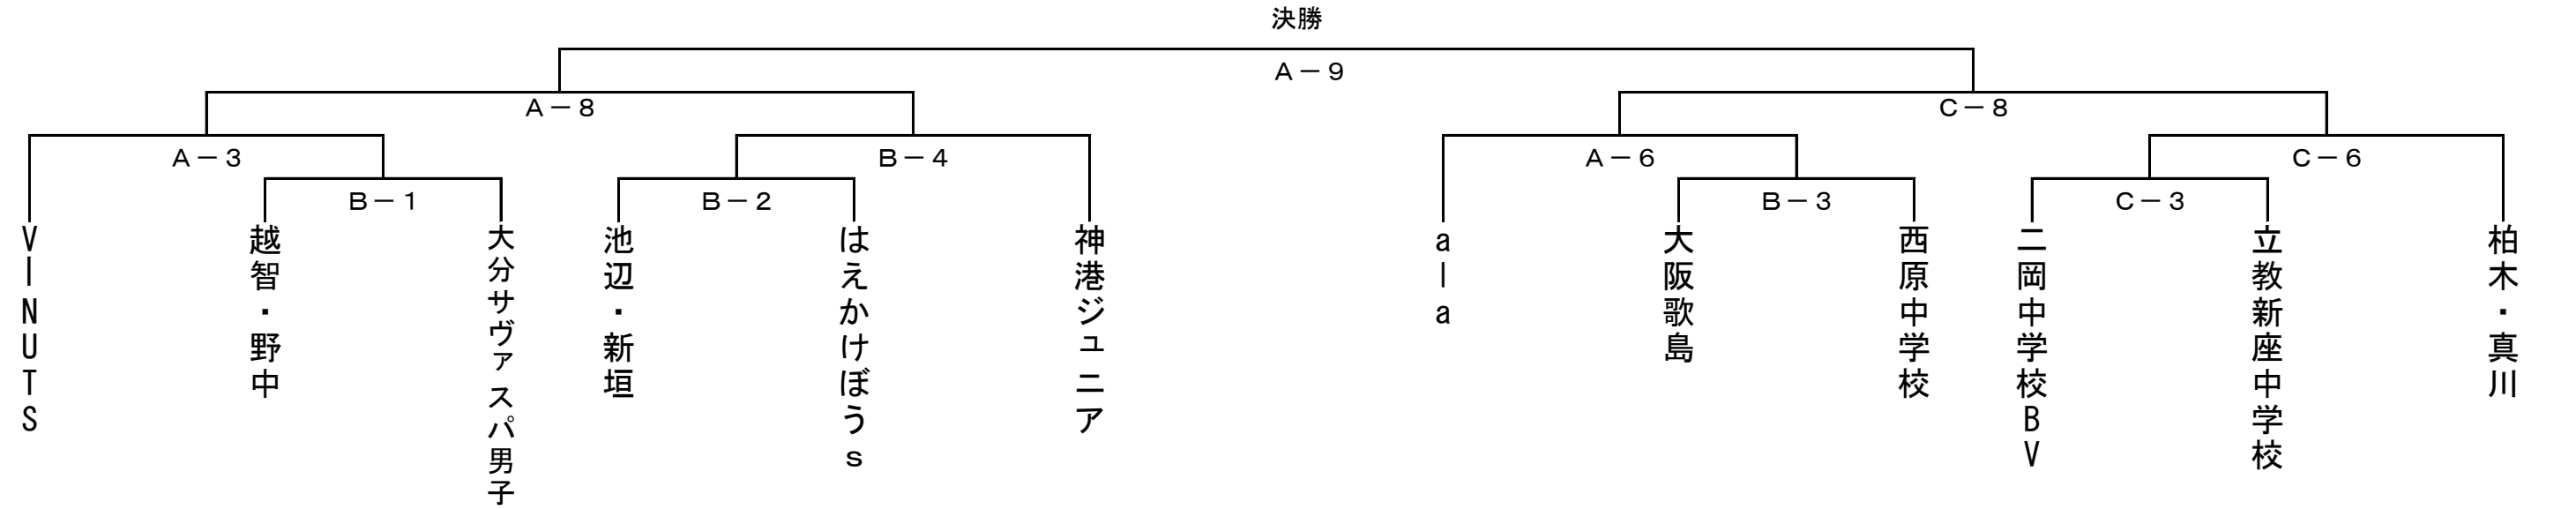 決勝
A－9
A－8
C－8
A－3
B－4
A－6
C－6
B－1
B－2
B－3
C－3
VINUTS
越智・野中
大分サヴァスパ男子
池辺・新垣
はえかけぼうs
神港ジュニア
ala
大阪歌島
西原中学校
二岡中学校BV
立教新座中学校
柏木・真川